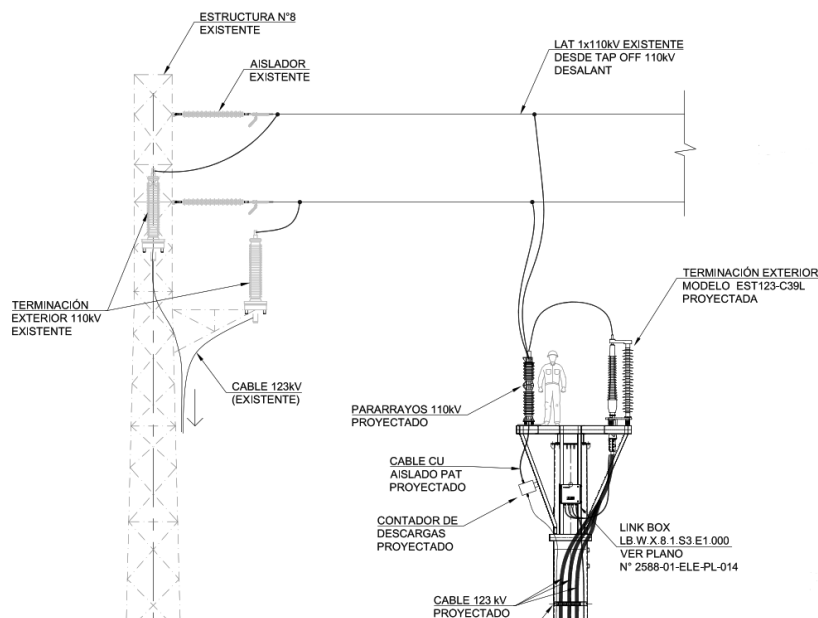 ESTRUCTURA N°8
EXISTENTE
AISLADOR
EXISTENTE
LAT 1x110kV EXISTENTE
DESDE TAP OFF 110kV
DESALANT
TERMINACIÓN
EXTERIOR 110kV
EXISTENTE
CABLE 123kV
(EXISTENTE)
TERMINACIÓN EXTERIOR
MODELO EST123-C39L
PROYECTADA
PARARRAYOS 110kV
PROYECTADO
CABLE CU
AISLADO PAT
PROYECTADO
CONTADOR DE
DESCARGAS
PROYECTADO
LINK BOX
LB.W.X.8.1.S3.E1.000
VER PLANO
N° 2588-01-ELE-PL-014
CABLE 123 kV
PROYECTADO